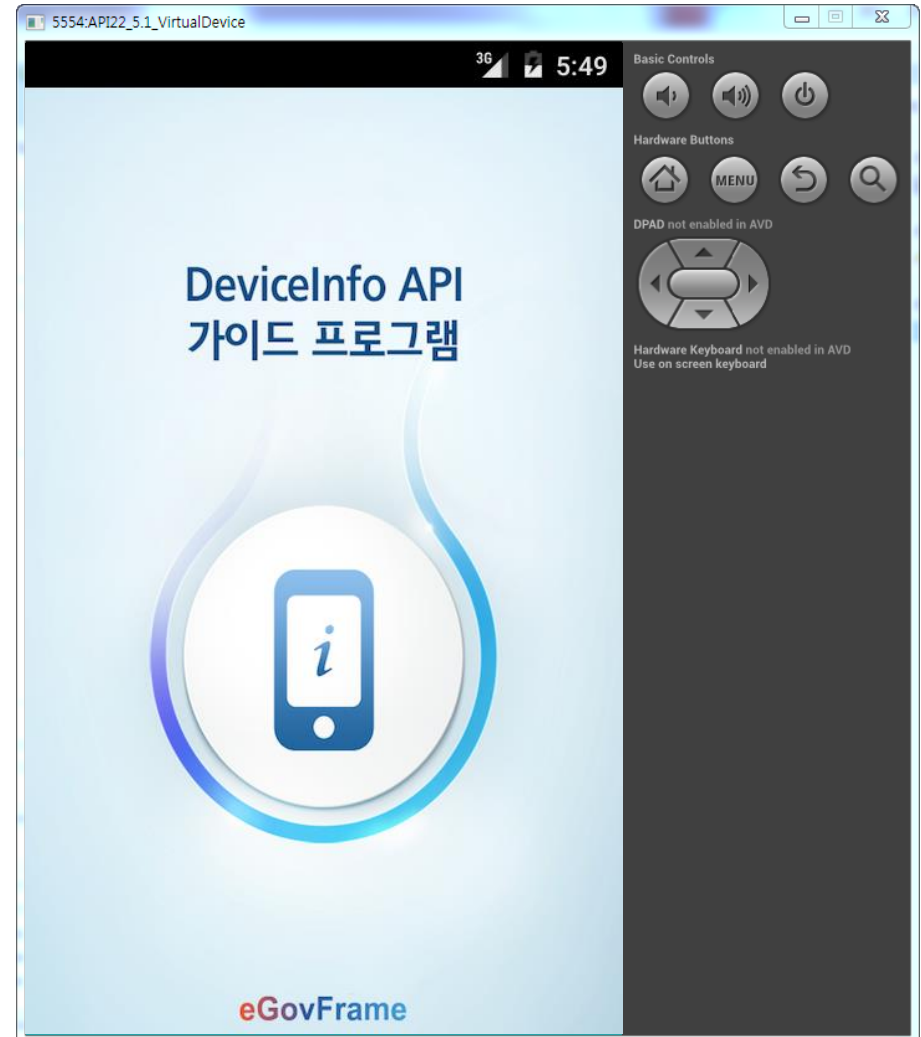 5554:API22_5.1_VirtualDevice
3G 5:49
DeviceInfo API
가이드 프로그램
i
eGovFrame
Basic Controls
Hardware Buttons
MENU
DPAD not enabled in AVD
Hardware Keyboard not enabled in AVD
Use on screen keyboard